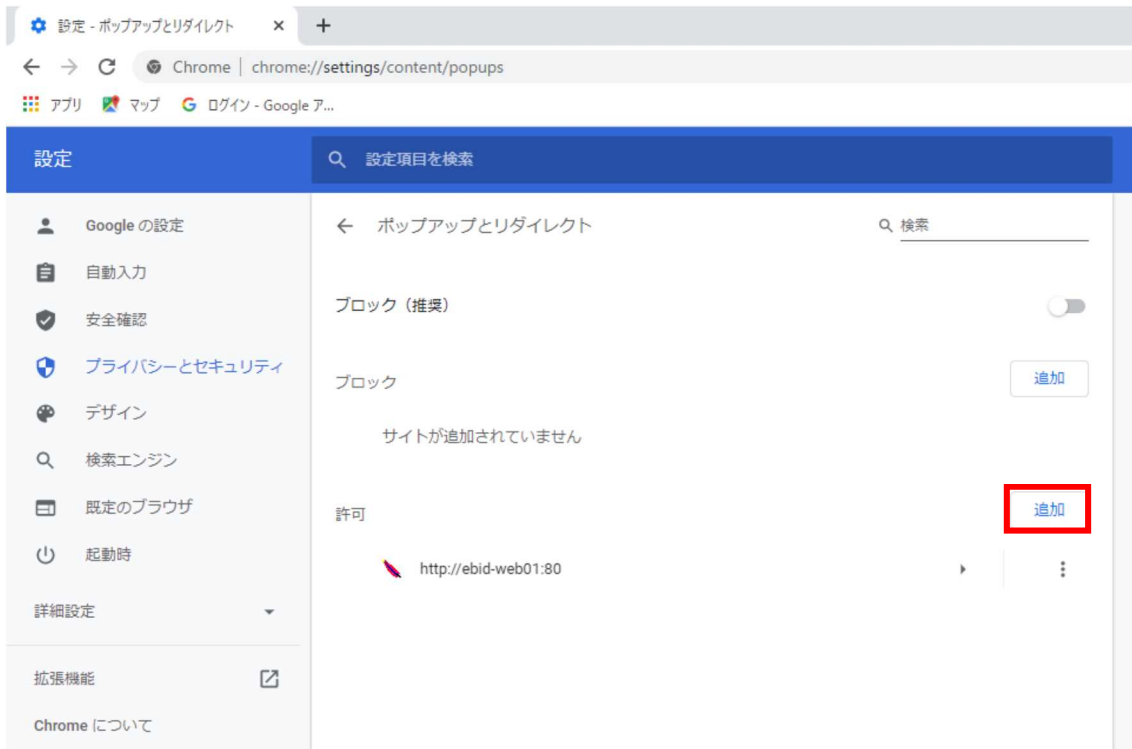 設定 - ポップアップとリダイレクト
Chrome | chrome://settings/content/popups
アプリ マップ ログイン - Google ア...
設定
設定項目を検索
Google の設定
自動入力
安全確認
プライバシーとセキュリティ
デザイン
検索エンジン
既定のブラウザ
起動時
詳細設定
拡張機能
Chrome について
ポップアップとリダイレクト
検索
ブロック（推奨）
ブロック
追加
サイトが追加されていません
許可
追加
http://ebid-web01:80